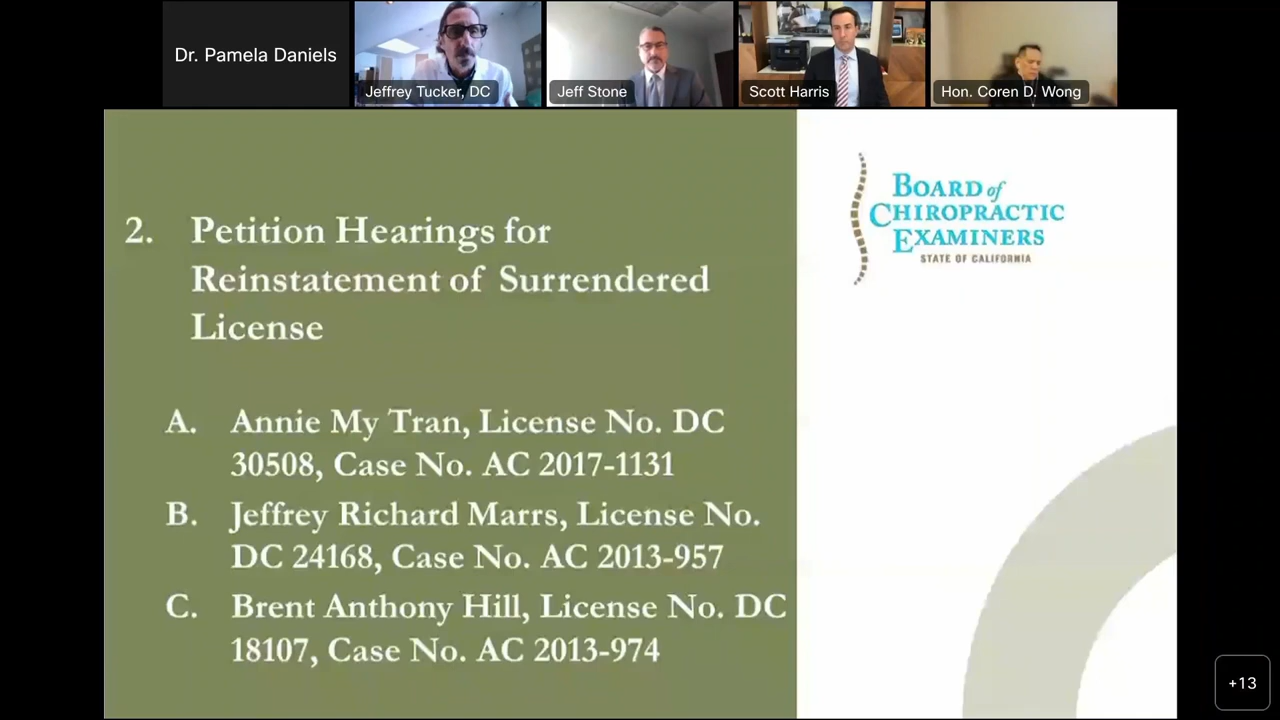 Dr. Pamela Daniels
Jeffrey Tucker, DC
Jeff Stone
Scott Harris
Hon. Coren D. Wong
2. Petition Hearings for
Reinstatement of Surrendered
License
A. Annie My Tran, License No. DC
30508, Case No. AC 2017-1131
B. Jeffrey Richard Marrs, License No.
DC 24168, Case No. AC 2013-957
C. Brent Anthony Hill, License No. DC
18107, Case No. AC 2013-974
BOARD of
CHIROPRACTIC
EXAMINERS
STATE OF CALIFORNIA
+13